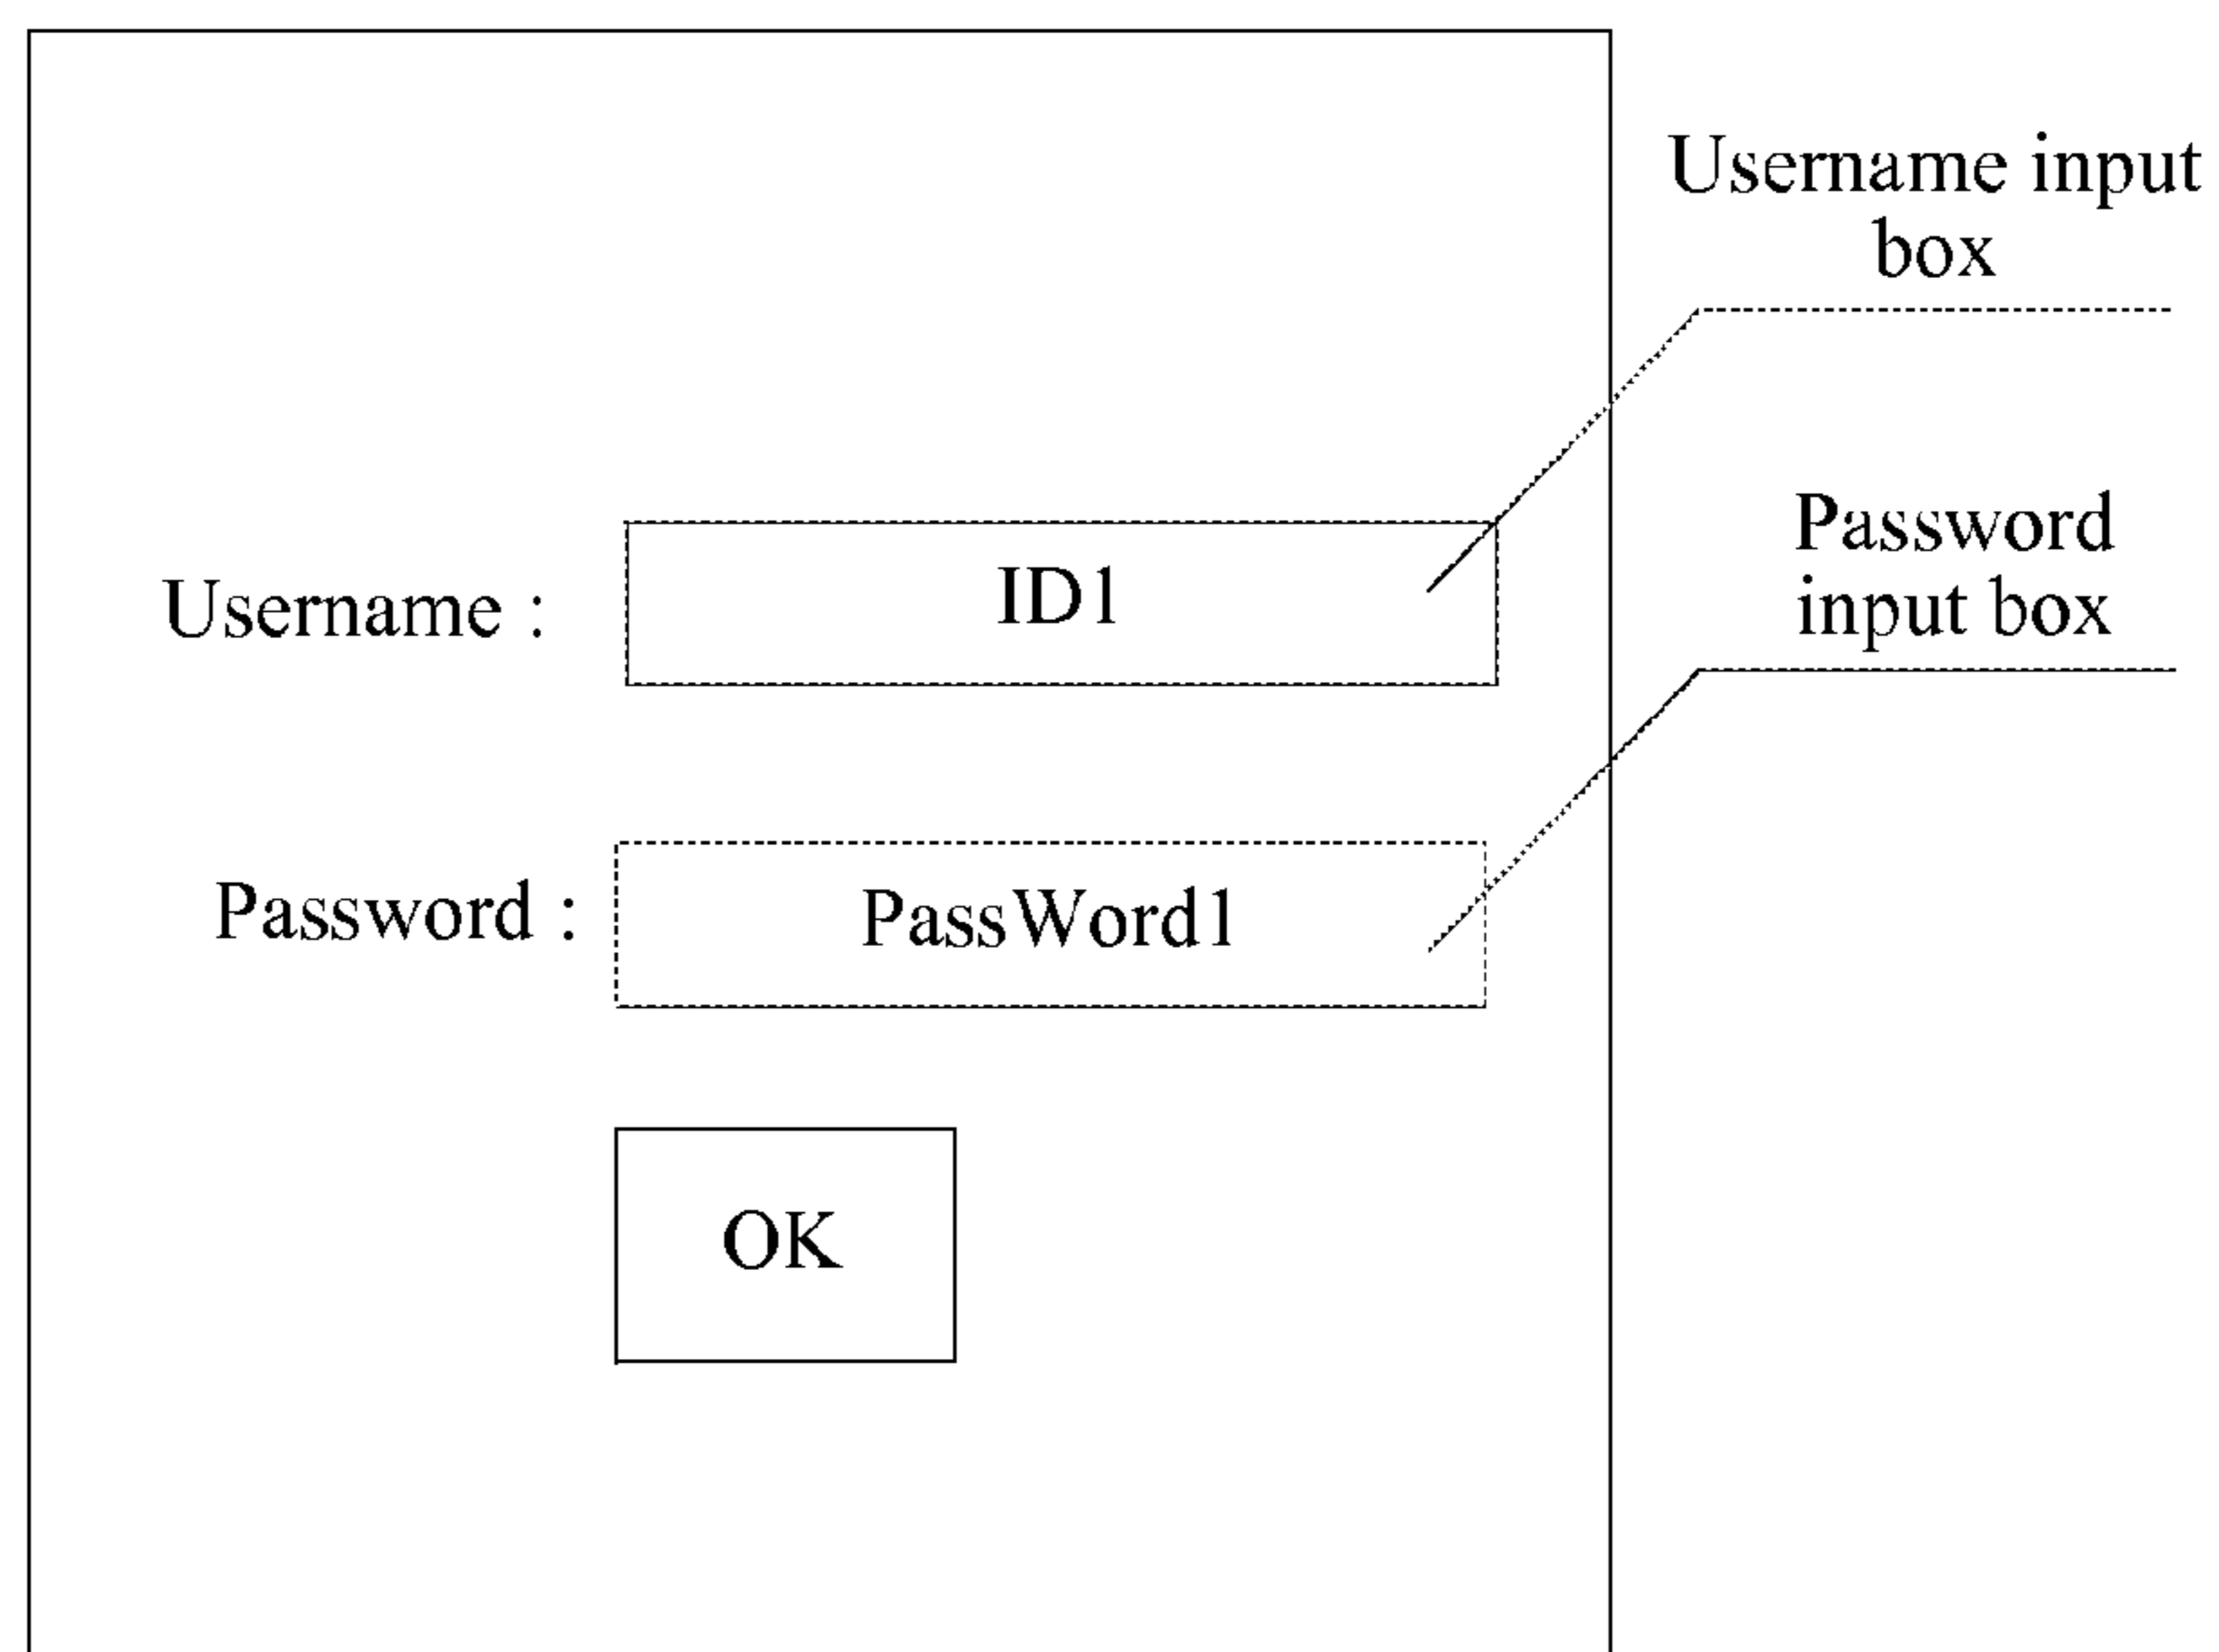 Username input
box
Password
input box
Username :
ID1
Password :
PassWord1
OK